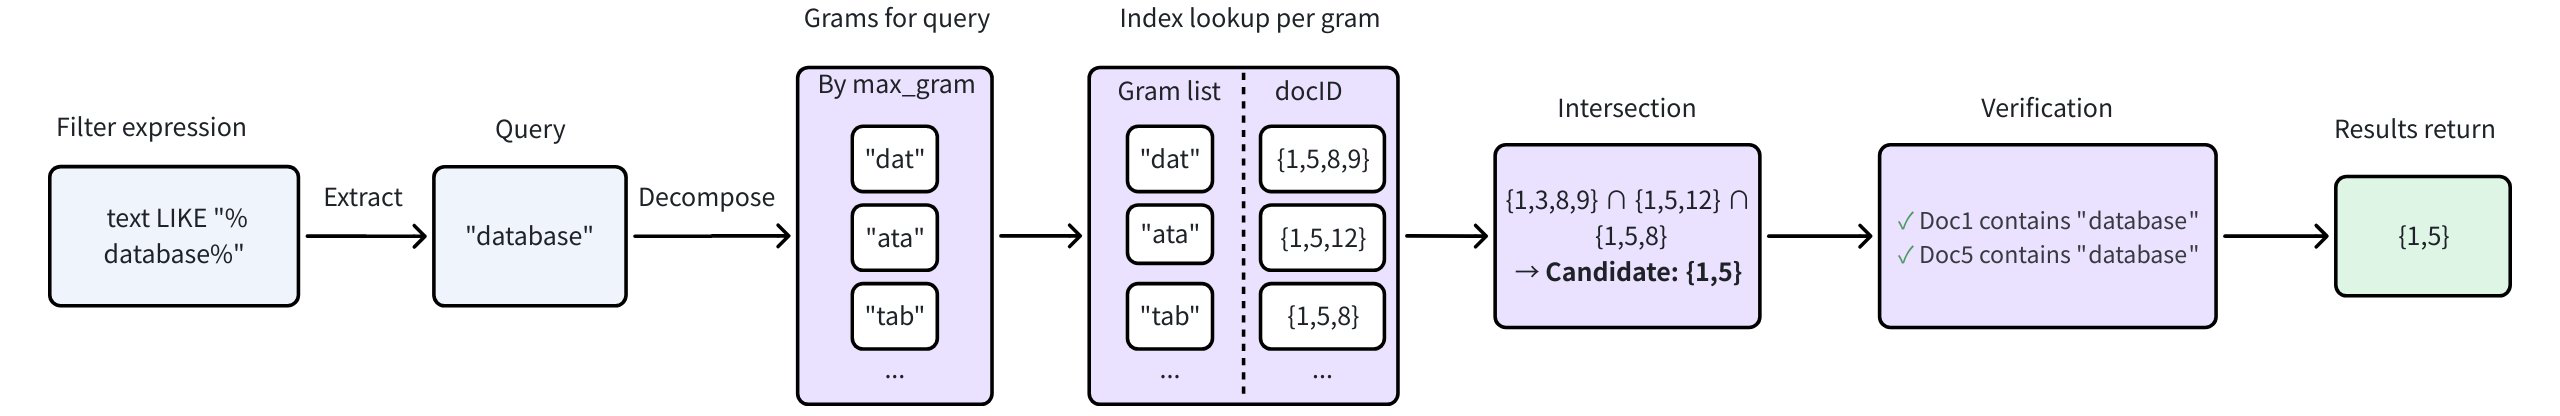 Filter expression
text LIKE "%
database%"
Extract
Query
"database"
Decompose
Grams for query
By max_gram
"dat"
"ata"
"tab"
...
Index lookup per gram
Gram list
docID
"dat"
{1,5,8,9}
"ata"
{1,5,12}
"tab"
{1,5,8}
...
...
Intersection
{1,3,8,9} ∩ {1,5,12} ∩
{1,5,8}
→ Candidate: {1,5}
Verification
✓ Doc1 contains "database"
✓ Doc5 contains "database"
Results return
{1,5}